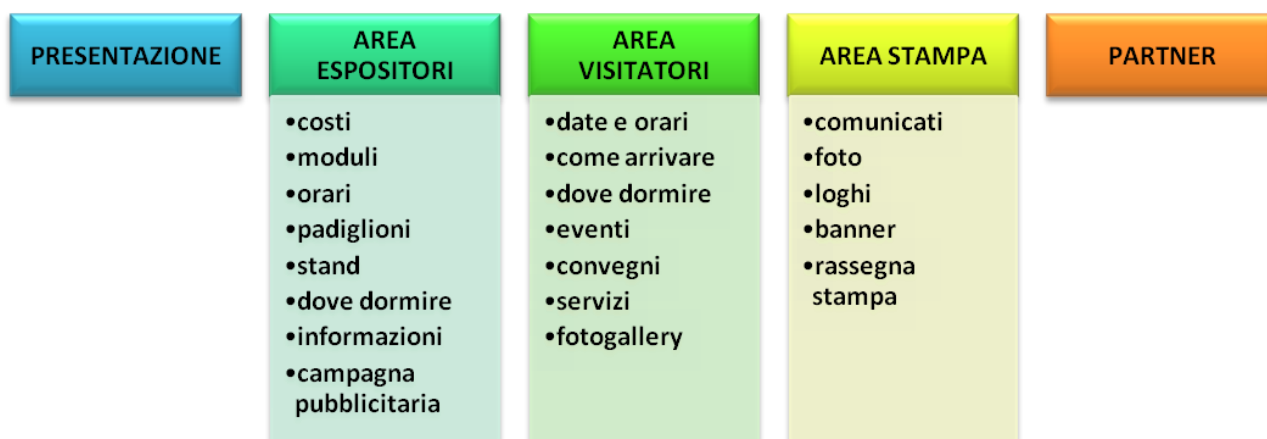 PRESENTAZIONE
AREA
ESPOSITORI
•costi
•moduli
•orari
•padiglioni
•stand
•dove dormire
•informazioni
•campagna
pubblicitaria
AREA
VISITATORI
•date e orari
•come arrivare
•dove dormire
•eventi
•convegni
•servizi
•fotogallery
AREA STAMPA
•comunicati
•foto
•loghi
•banner
•rassegna
stampa
PARTNER